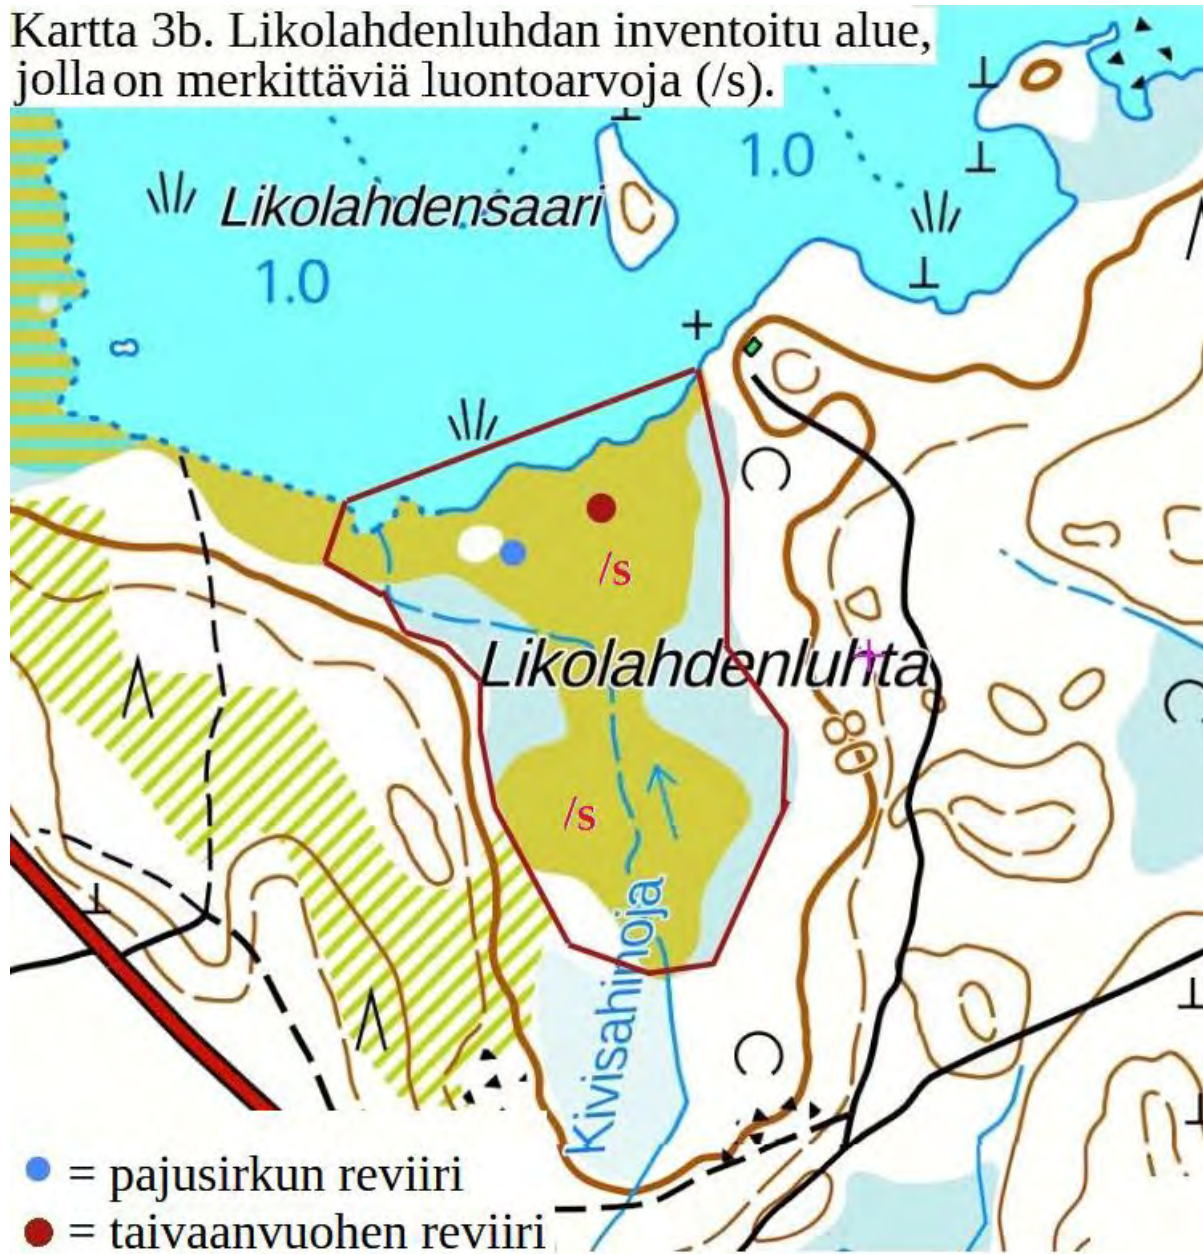 Kartta 3b. Likolahdenluhdan inventoitu alue,
jolla on merkittäviä luontoarvoja (/s).
1.0
Likolahdensaari
1.0
/s
Likolahdenluhta
80
/s
Kivisahinoja
= pajusirkun reviiri
= taivaanvuohen reviiri